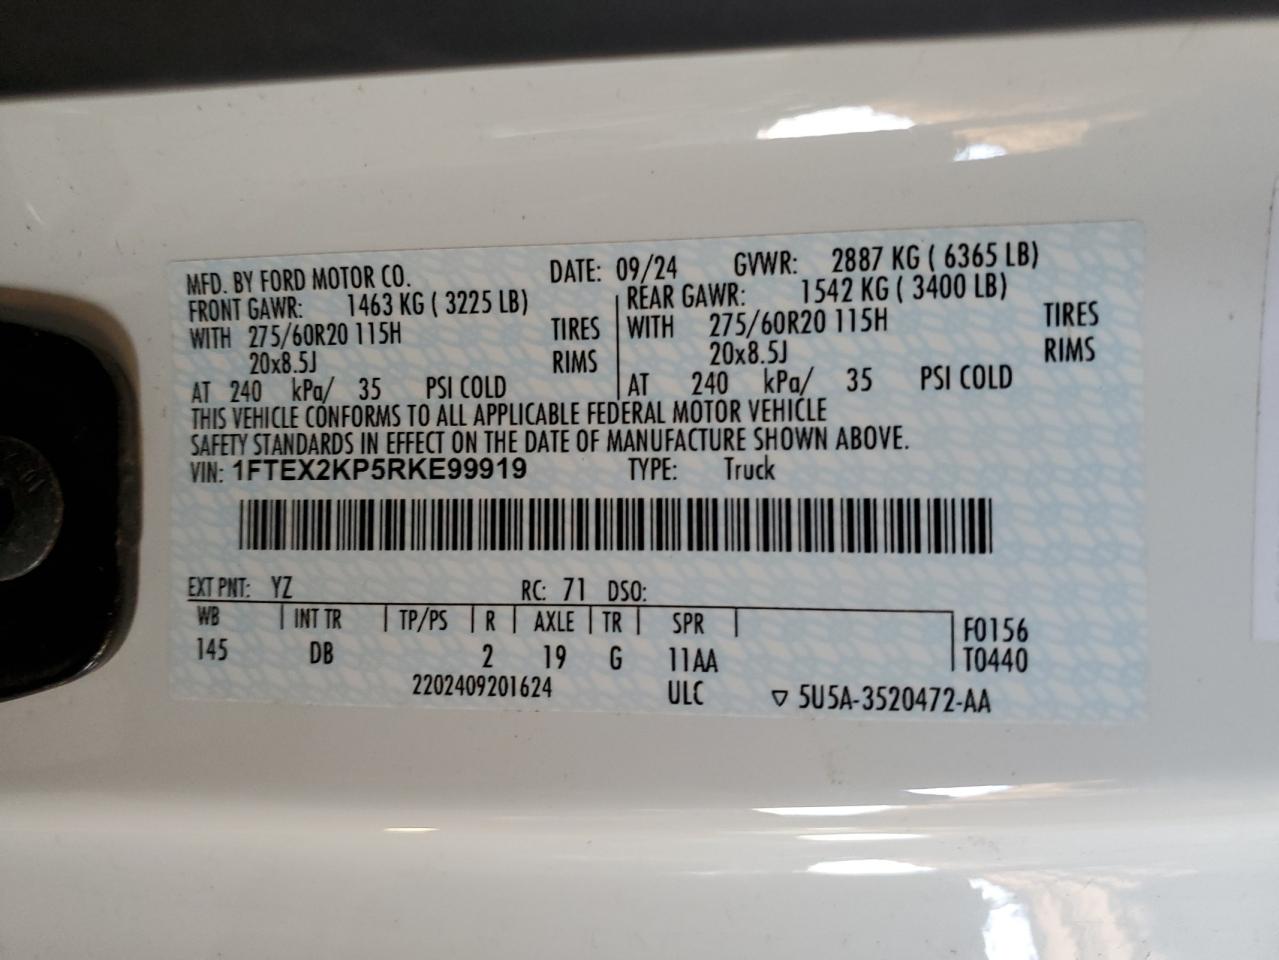 MFD. BY FORD MOTOR CO. DATE: 09/24 GVWR: 2887 KG ( 6365 LB)
FRONT GAWR: 1463 KG ( 3225 LB) REAR GAWR: 1542 KG ( 3400 LB)
WITH 275/60R20 115H TIRES WITH 275/60R20 115H TIRES
20x8.5J RIMS 20x8.5J RIMS
AT 240 kPa/ 35 PSI COLD AT 240 kPa/ 35 PSI COLD
THIS VEHICLE CONFORMS TO ALL APPLICABLE FEDERAL MOTOR VEHICLE
SAFETY STANDARDS IN EFFECT ON THE DATE OF MANUFACTURE SHOWN ABOVE.
VIN: 1FTEX2KP5RKE99919 TYPE: Truck
EXT PNT: YZ RC: 71 DSO:
WB INT TR TP/PS R AXLE TR SPR F0156
145 DB 2 19 G 11AA T0440
2202409201624 ULC ▽ 5U5A-3520472-AA